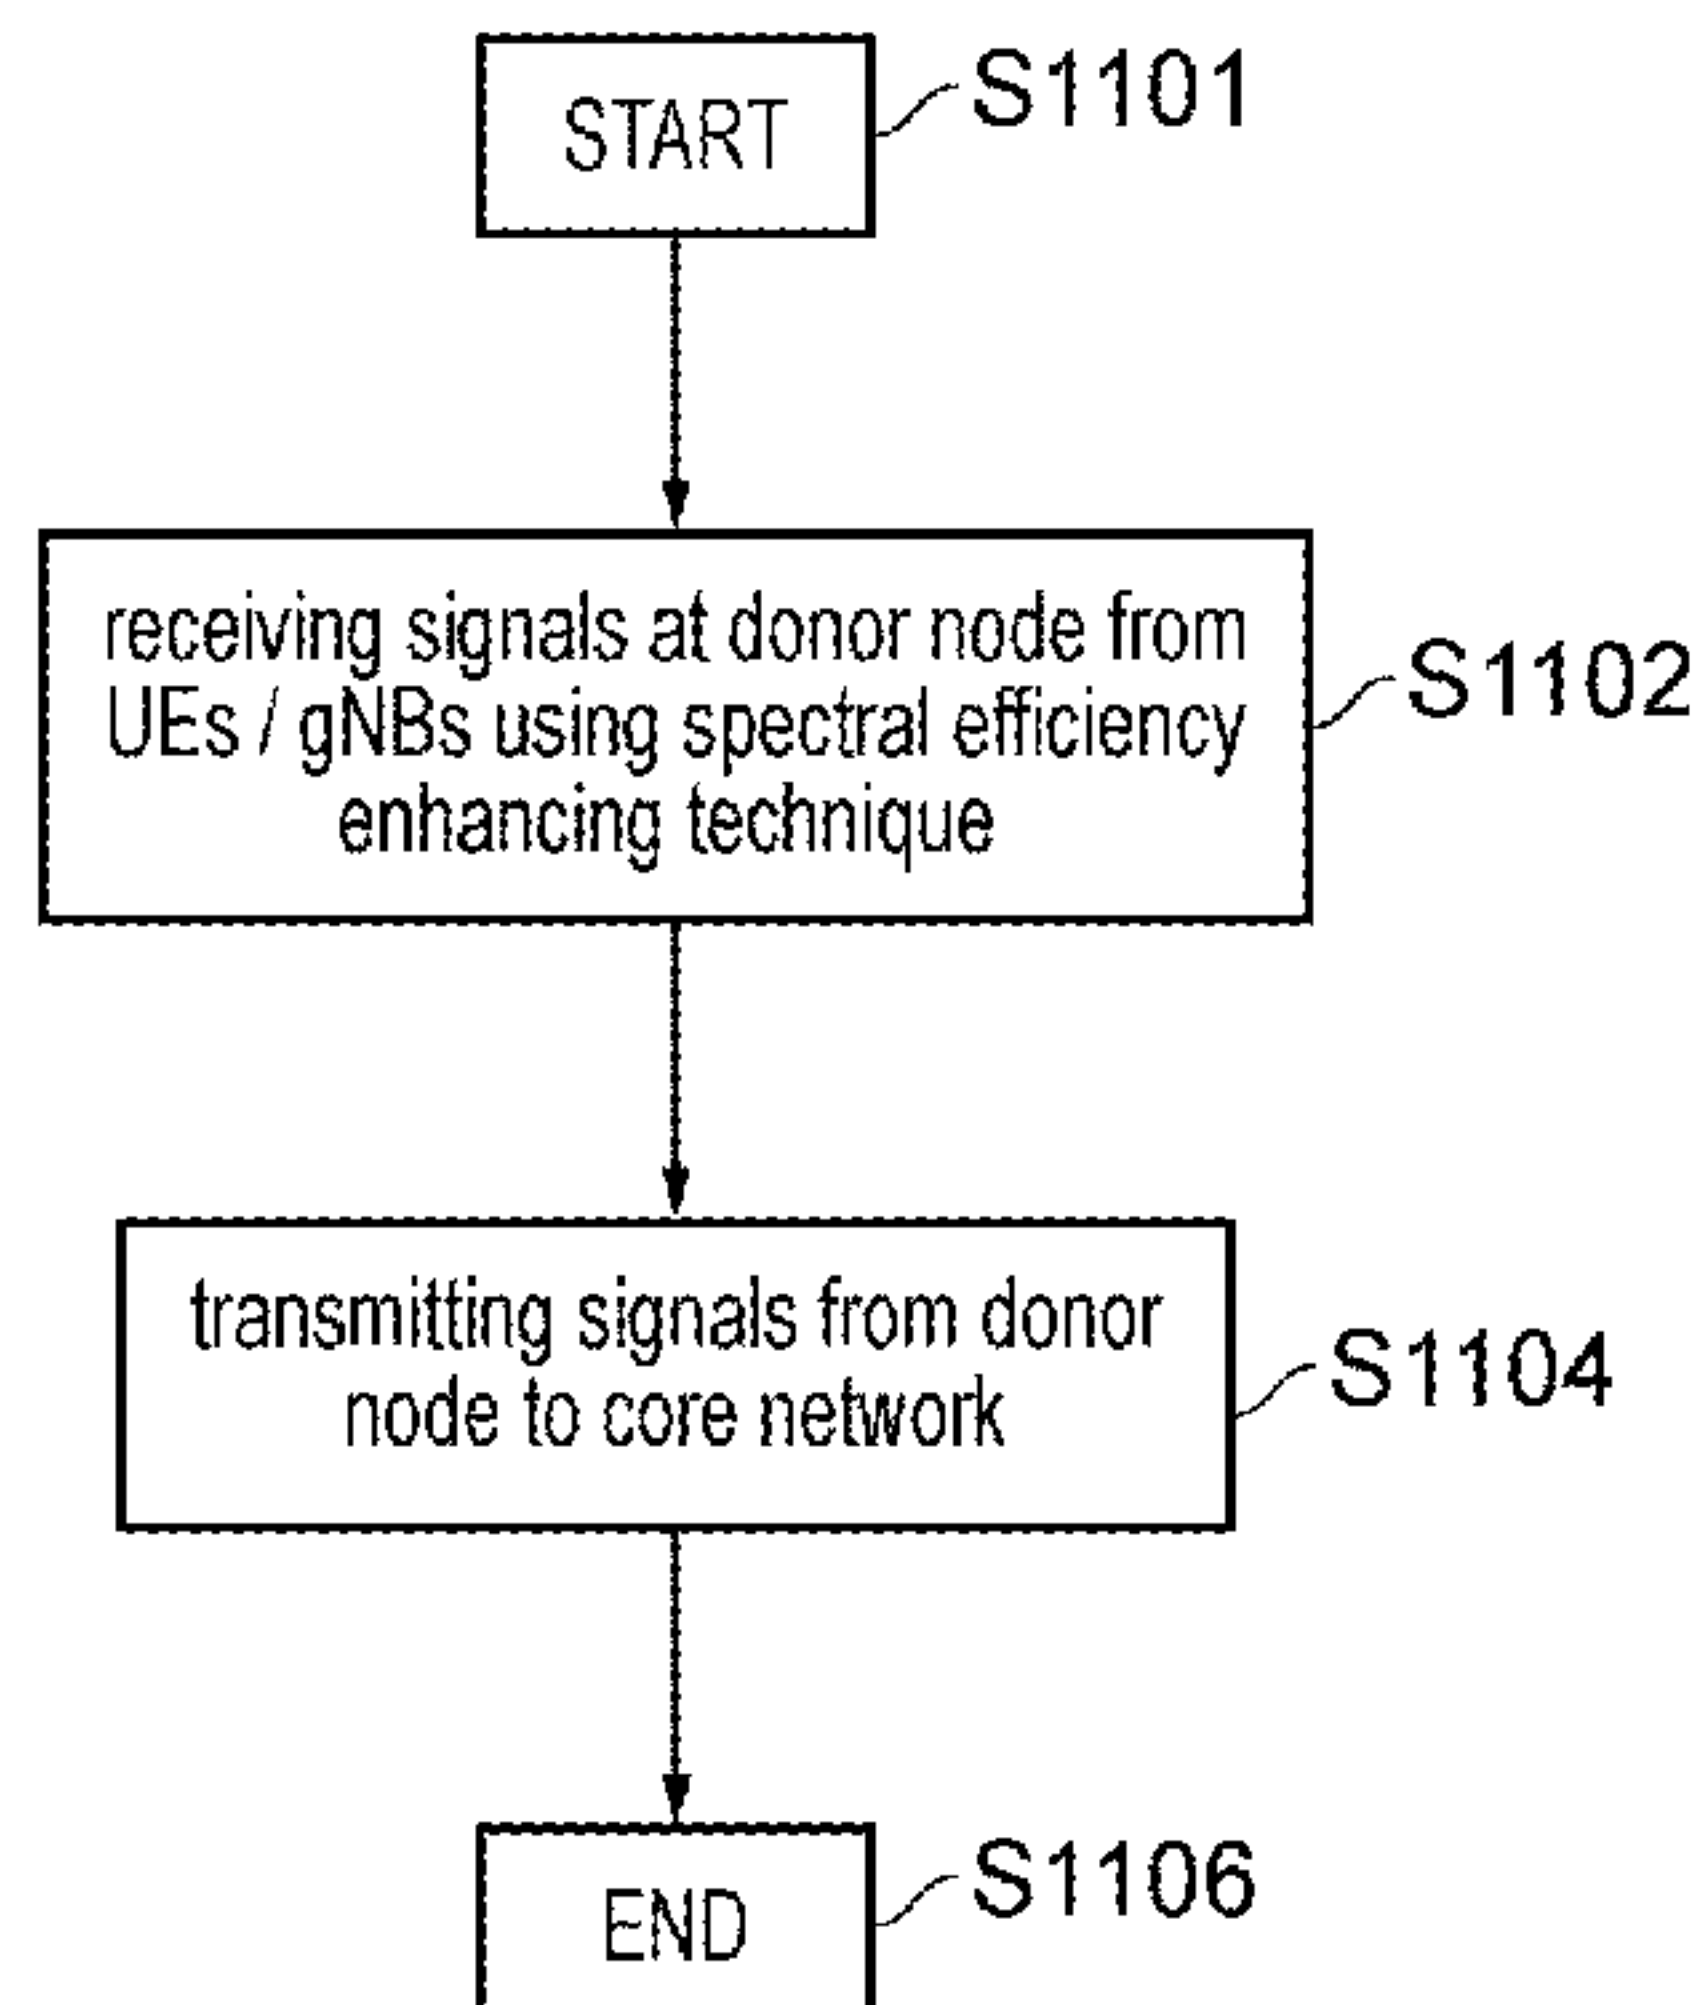 START
S1101
receiving signals at donor node from
UEs / gNBs using spectral efficiency
enhancing technique
S1102
transmitting signals from donor
node to core network
S1104
END
S1106